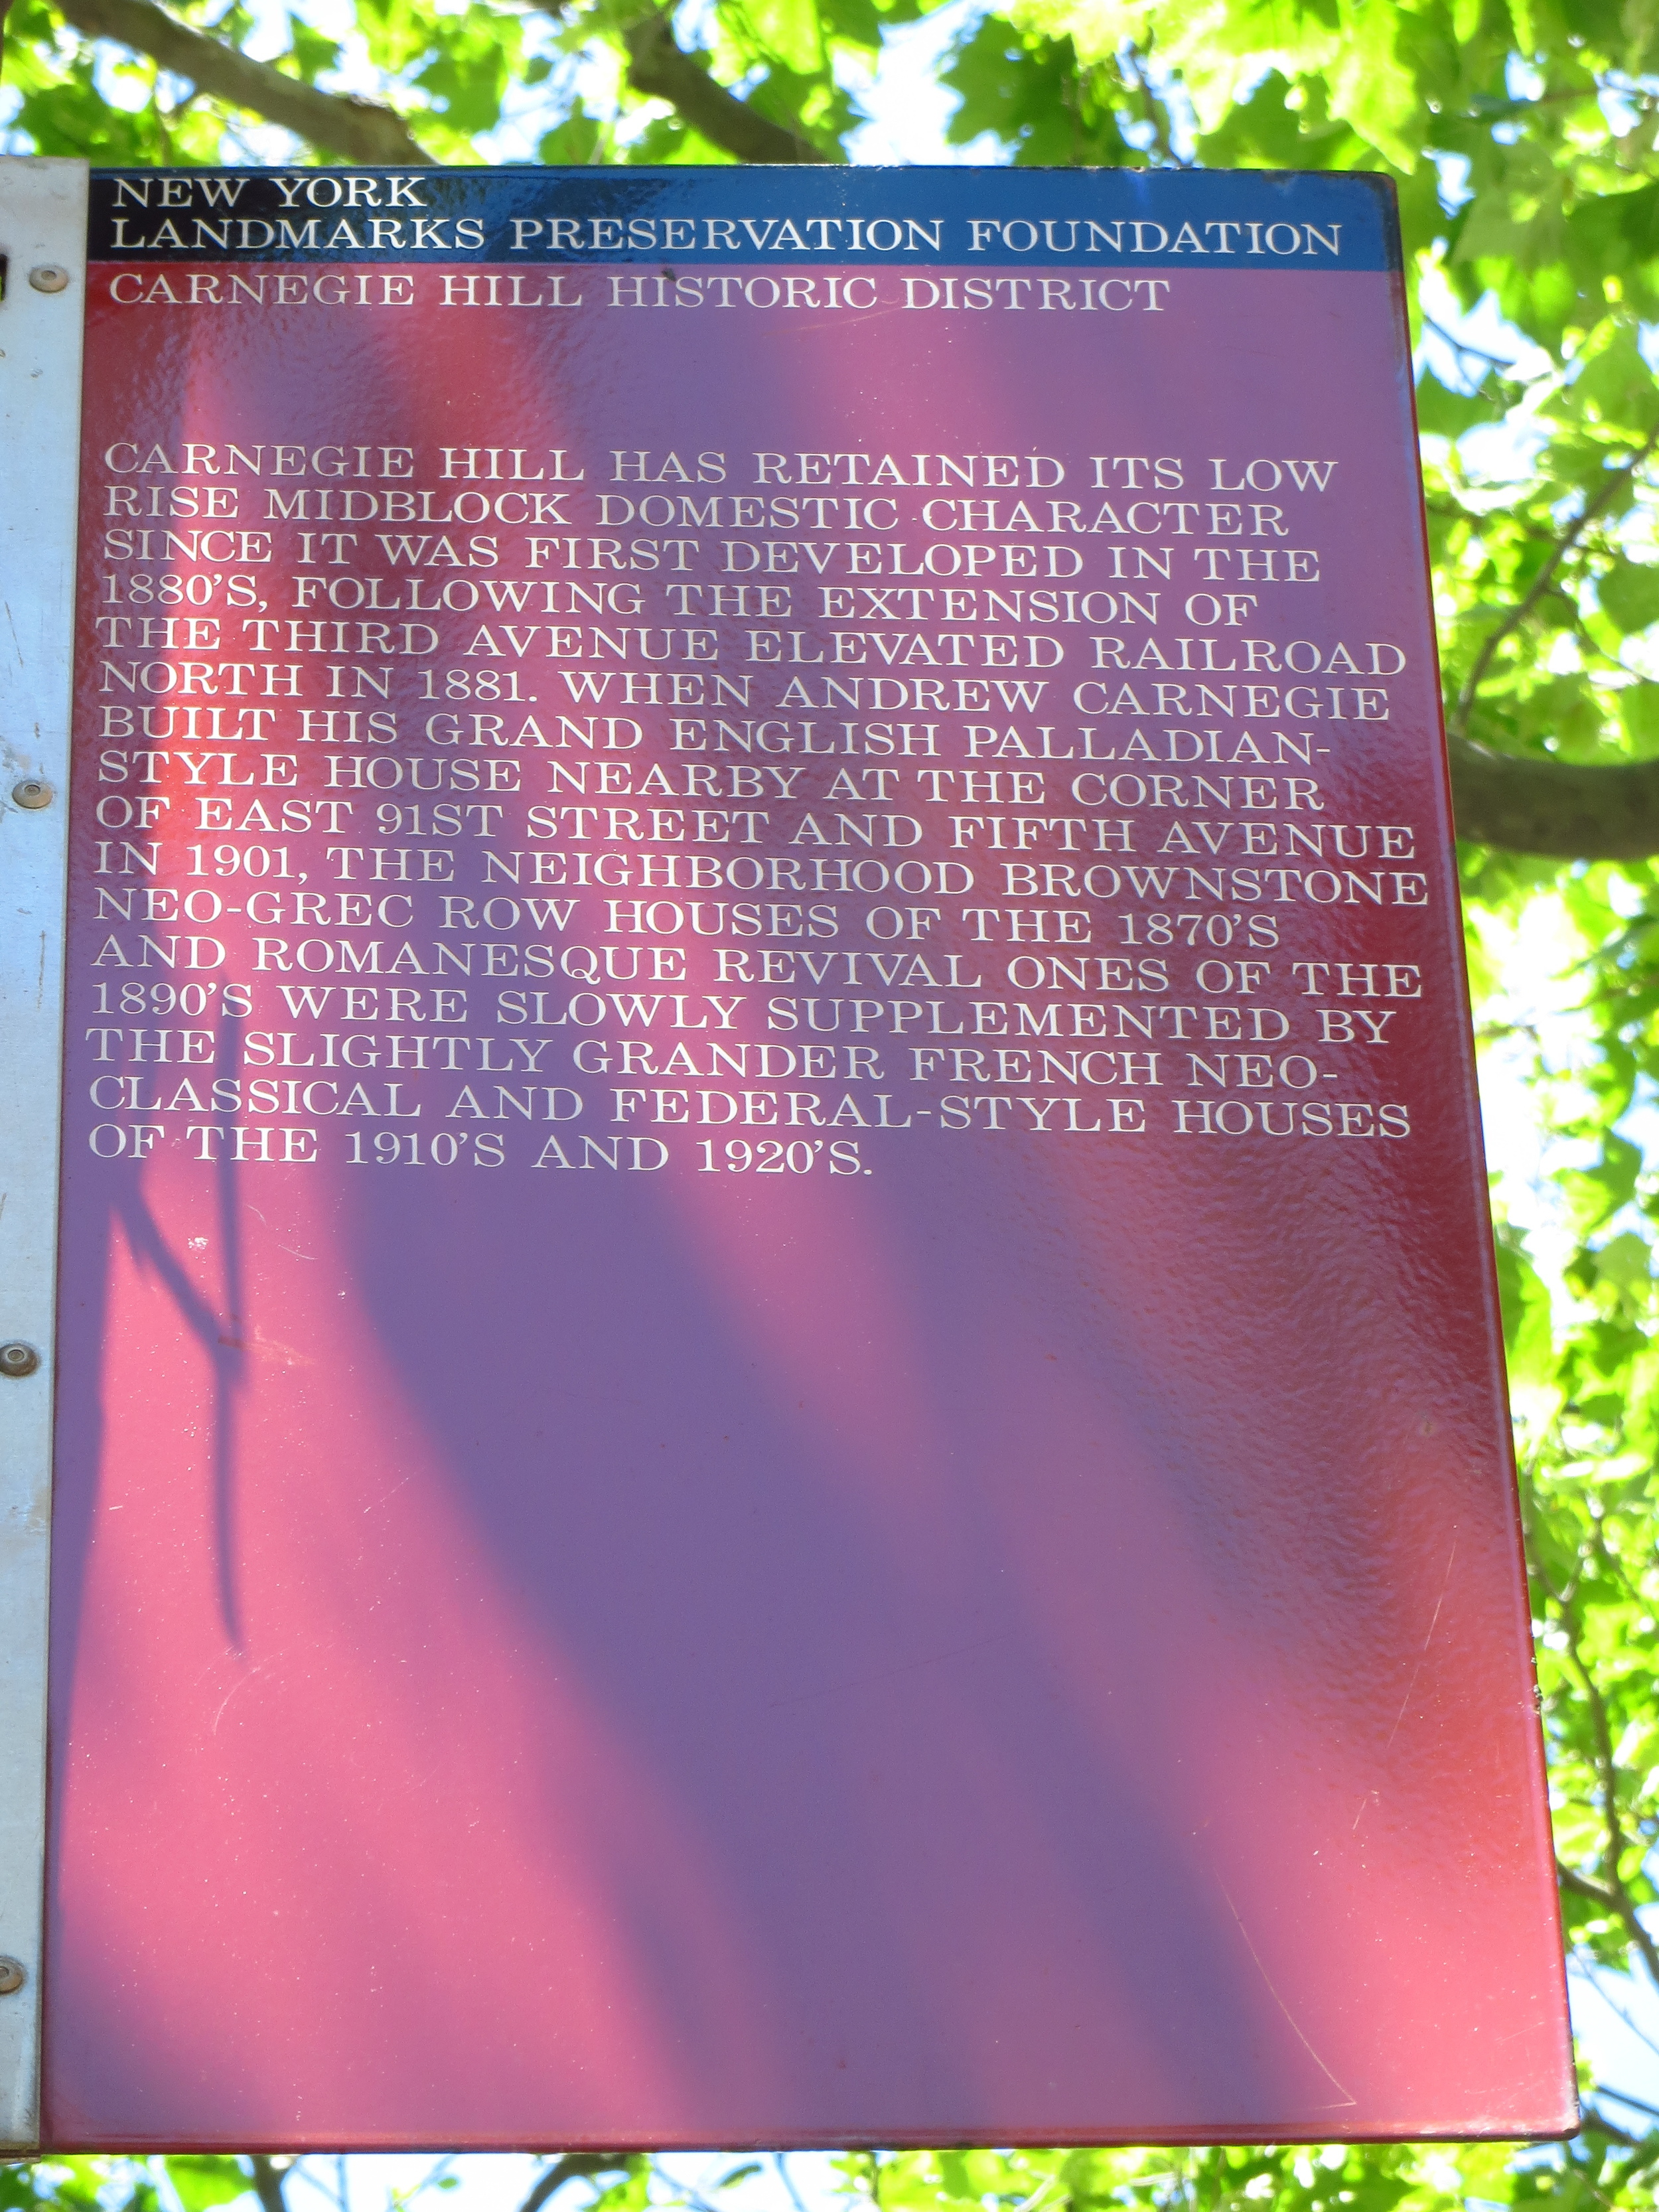 NEW YORK
LANDMARKS PRESERVATION FOUNDATION
CARNEGIE HILL HISTORIC DISTRICT
CARNEGIE HILL HAS RETAINED ITS LOW
RISE MIDBLOCK DOMESTIC CHARACTER
SINCE IT WAS FIRST DEVELOPED IN THE
1880'S, FOLLOWING THE EXTENSION OF
THE THIRD AVENUE ELEVATED RAILROAD
NORTH IN 1881. WHEN ANDREW CARNEGIE
BUILT HIS GRAND ENGLISH PALLADIAN-
STYLE HOUSE NEARBY AT THE CORNER
OF EAST 91ST STREET AND FIFTH AVENUE
IN 1901, THE NEIGHBORHOOD BROWNSTONE
NEO-GREC ROW HOUSES OF THE 1870'S
AND ROMANESQUE REVIVAL ONES OF THE
1890'S WERE SLOWLY SUPPLEMENTED BY
THE SLIGHTLY GRANDER FRENCH NEO-
CLASSICAL AND FEDERAL-STYLE HOUSES
OF THE 1910'S AND 1920'S.